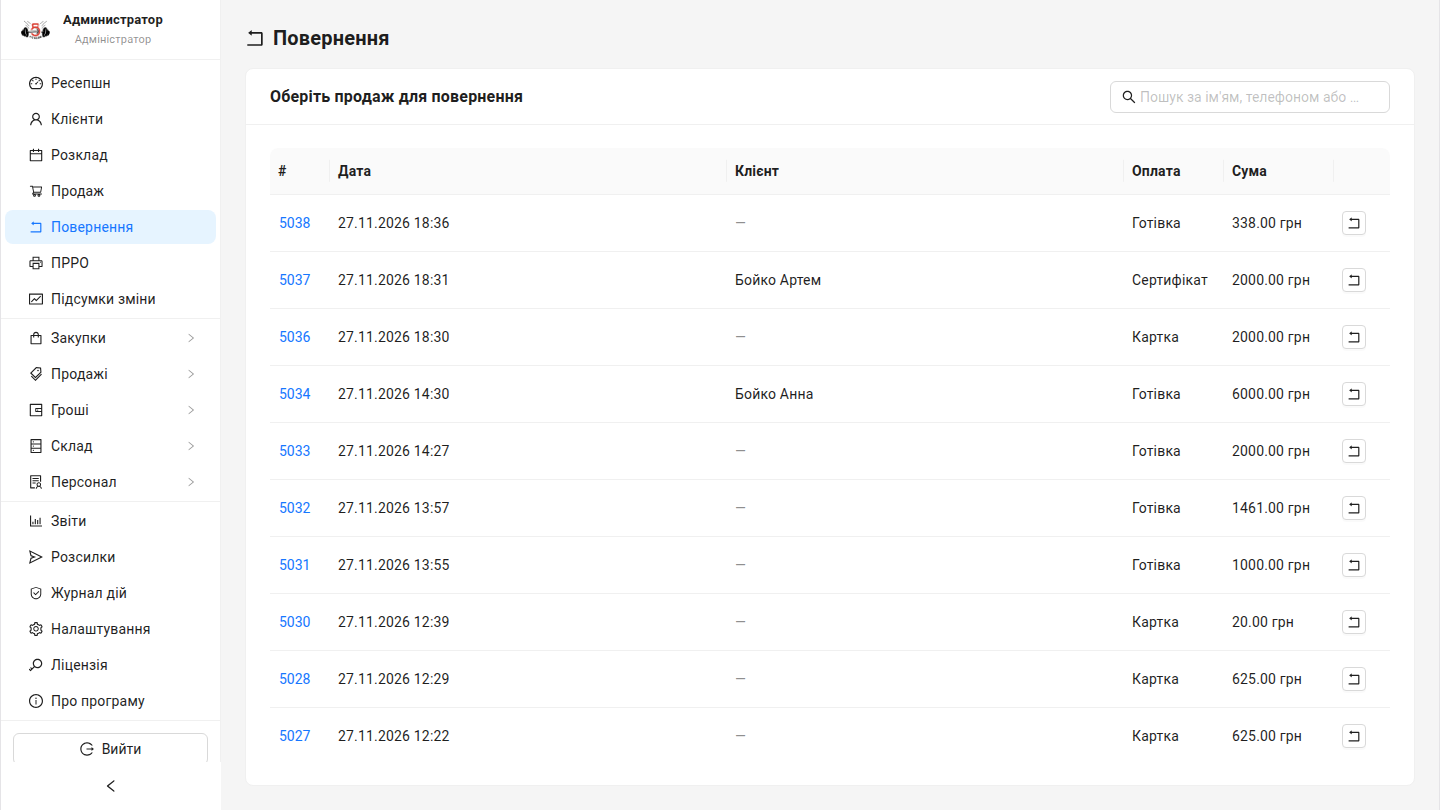 5
Администратор
Адміністратор
Ресепшн
Клієнти
Розклад
Продаж
Повернення
ПРРО
Підсумки зміни
Закупки
Продажі
Гроші
Склад
Персонал
Звіти
Розсилки
Журнал дій
Налаштування
Ліцензія
Про програму
Вийти
Повернення
Оберіть продаж для повернення
Пошук за ім'ям, телефоном або ...
# Дата Клієнт Оплата Сума
5038 27.11.2026 18:36 — Готівка 338.00 грн
5037 27.11.2026 18:31 Бойко Артем Сертифікат 2000.00 грн
5036 27.11.2026 18:30 — Картка 2000.00 грн
5034 27.11.2026 14:30 Бойко Анна Готівка 6000.00 грн
5033 27.11.2026 14:27 — Готівка 2000.00 грн
5032 27.11.2026 13:57 — Готівка 1461.00 грн
5031 27.11.2026 13:55 — Готівка 1000.00 грн
5030 27.11.2026 12:39 — Картка 20.00 грн
5028 27.11.2026 12:29 — Картка 625.00 грн
5027 27.11.2026 12:22 — Картка 625.00 грн